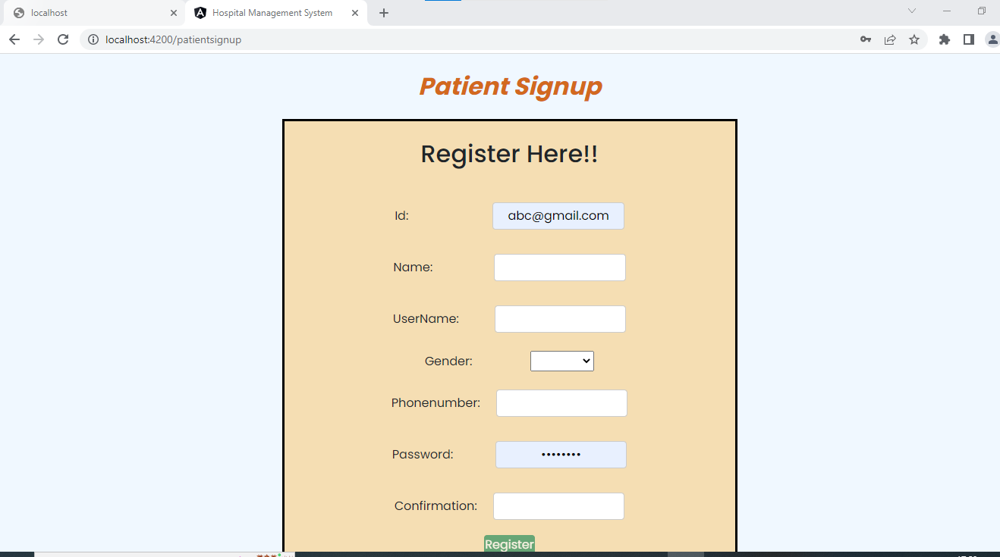 localhost
Hospital Management System
localhost:4200/patientsignup
Patient Signup
Register Here!!
Id: abc@gmail.com
Name:
UserName:
Gender:
Phonenumber:
Password: ••••••••
Confirmation:
Register